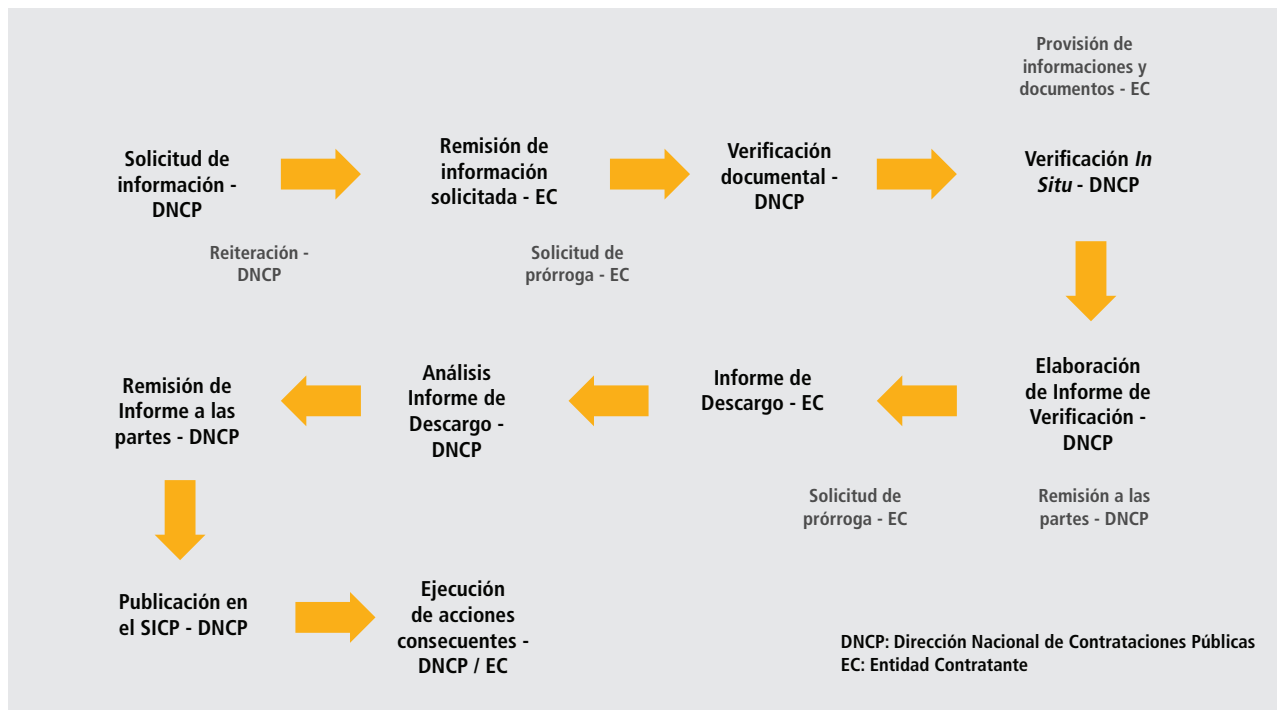 Provisión de
informaciones y
documentos - EC
Solicitud de
información -
DNCP
Remisión de
información
solicitada - EC
Verificación
documental -
DNCP
Verificación In
Situ - DNCP
Reiteración -
DNCP
Solicitud de
prórroga - EC
Remisión de
Informe a las
partes - DNCP
Análisis
Informe de
Descargo -
DNCP
Informe de
Descargo - EC
Elaboración
de Informe de
Verificación -
DNCP
Solicitud de
prórroga - EC
Remisión a las
partes - DNCP
Publicación en
el SICP - DNCP
Ejecución
de acciones
consecuentes -
DNCP / EC
DNCP: Dirección Nacional de Contrataciones Públicas
EC: Entidad Contratante